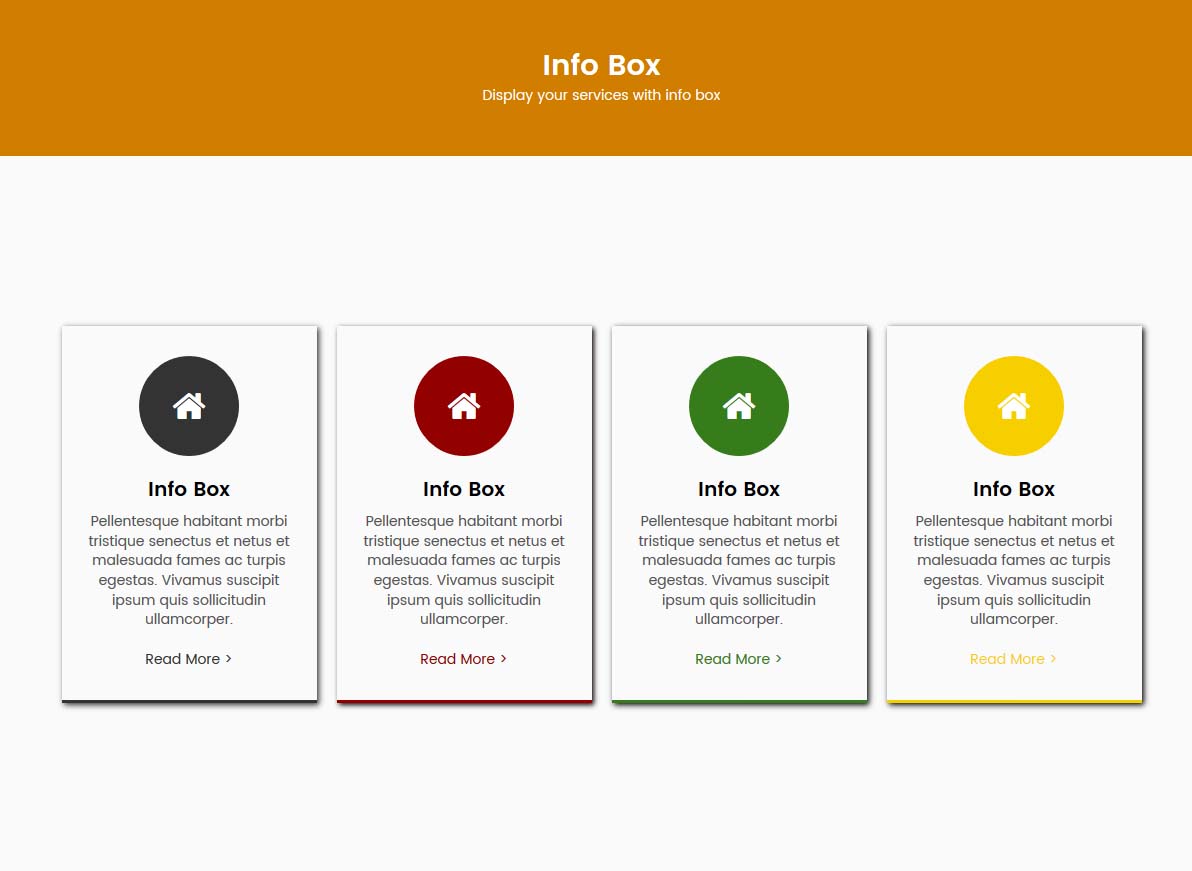 Info Box
Display your services with info box
Info Box
Pellentesque habitant morbi
tristique senectus et netus et
malesuada fames ac turpis
egestas. Vivamus suscipit
ipsum quis sollicitudin
ullamcorper.
Read More >
Info Box
Pellentesque habitant morbi
tristique senectus et netus et
malesuada fames ac turpis
egestas. Vivamus suscipit
ipsum quis sollicitudin
ullamcorper.
Read More >
Info Box
Pellentesque habitant morbi
tristique senectus et netus et
malesuada fames ac turpis
egestas. Vivamus suscipit
ipsum quis sollicitudin
ullamcorper.
Read More >
Info Box
Pellentesque habitant morbi
tristique senectus et netus et
malesuada fames ac turpis
egestas. Vivamus suscipit
ipsum quis sollicitudin
ullamcorper.
Read More >